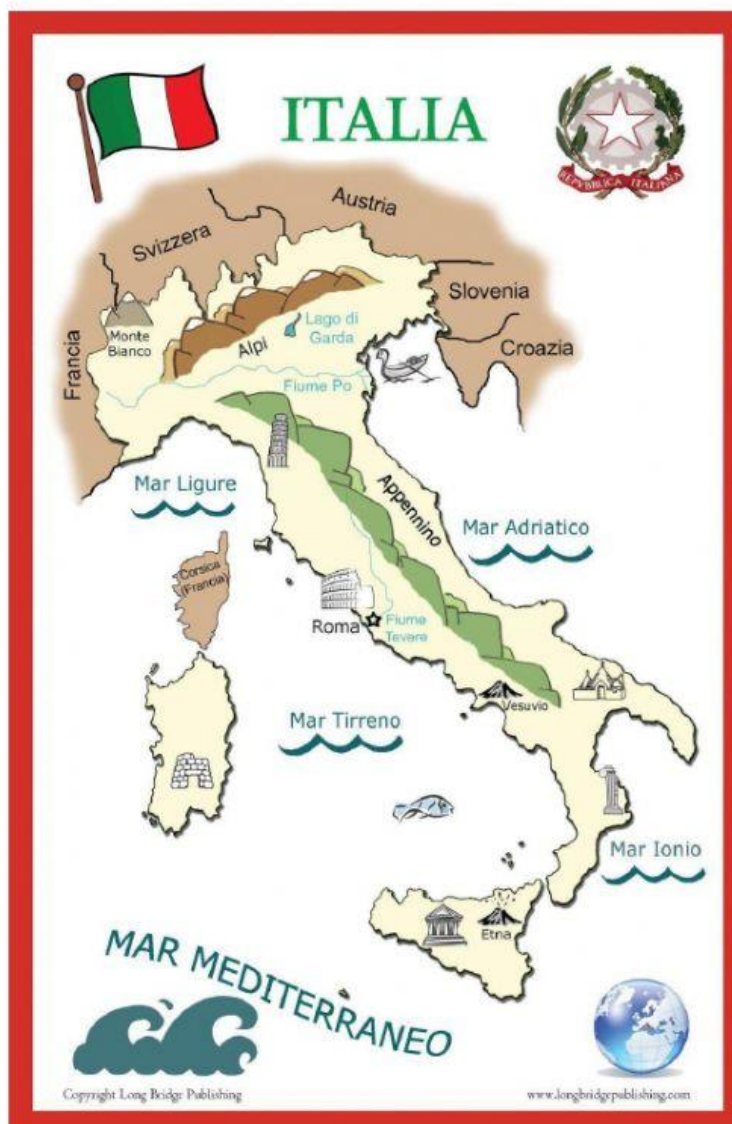 ITALIA
REPVBBLICA ITALIANA
Austria
Svizzera
Slovenia
Croazia
Francia
Monte
Bianco
Alpi
Lago di
Garda
Fiume Po
Mar Ligure
Appennino
Mar Adriatico
Corsica
(Francia)
Roma
Fiume
Tevere
Vesuvio
Mar Tirreno
Mar Ionio
Etna
MAR MEDITERRANEO
Copyright Long Bridge Publishing
www.longbridgepublishing.com